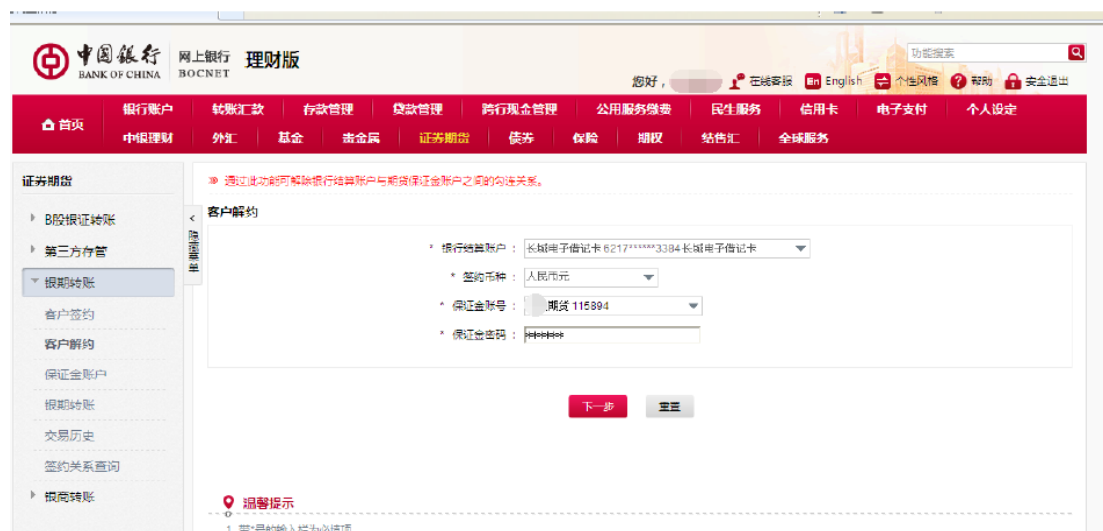 中国银行 网上银行 理财版
BANK OF CHINA BOCNET
功能搜索
您好， 在线客服 En English 个性风格 帮助 安全退出
首页
银行账户 转账汇款 存款管理 贷款管理 跨行现金管理 公用服务缴费 民生服务 信用卡 电子支付 个人设定
中银理财 外汇 基金 贵金属 证券期货 债券 保险 期权 结售汇 全球服务
证券期货
B股银证转账
第三方存管
银期转账
客户签约
客户解约
保证金账户
银期转账
交易历史
签约关系查询
银商转账
< 隐藏菜单
通过此功能可解除银行结算账户与期货保证金账户之间的勾连关系。
客户解约
* 银行结算账户 ： 长城电子借记卡 6217******3384 长城电子借记卡
* 签约币种 ： 人民币元
* 保证金账号 ： 期货 115894
* 保证金密码 ： ******
下一步 重置
温馨提示
1. 带*号的输入栏为必填项